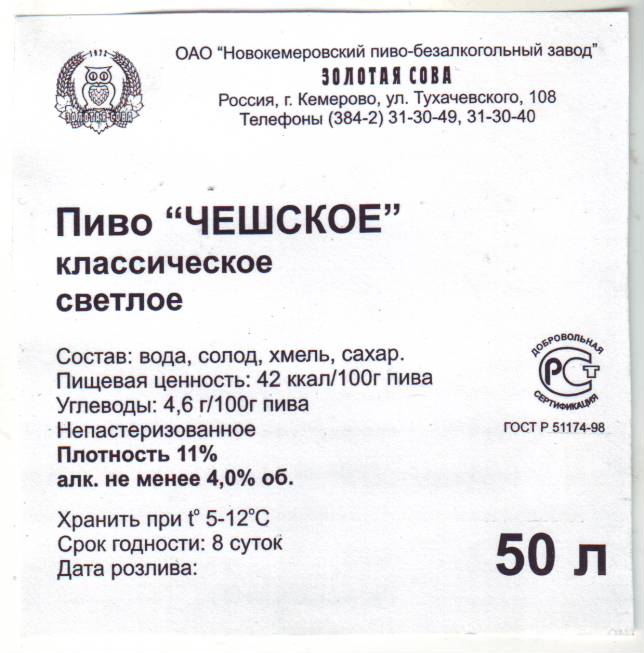 1972
ЗОЛОТАЯ СОВА
ОАО "Новокемеровский пиво-безалкогольный завод"
ЗОЛОТАЯ СОВА
Россия, г. Кемерово, ул. Тухачевского, 108
Телефоны (384-2) 31-30-49, 31-30-40
Пиво “ЧЕШСКОЕ”
классическое
светлое
Состав: вода, солод, хмель, сахар.
Пищевая ценность: 42 ккал/100г пива
Углеводы: 4,6 г/100г пива
Непастеризованное
Плотность 11%
алк. не менее 4,0% об.
ДОБРОВОЛЬНАЯ
РСТ
СЕРТИФИКАЦИЯ
ГОСТ Р 51174-98
Хранить при t° 5-12°С
Срок годности: 8 суток
Дата розлива:
50 л